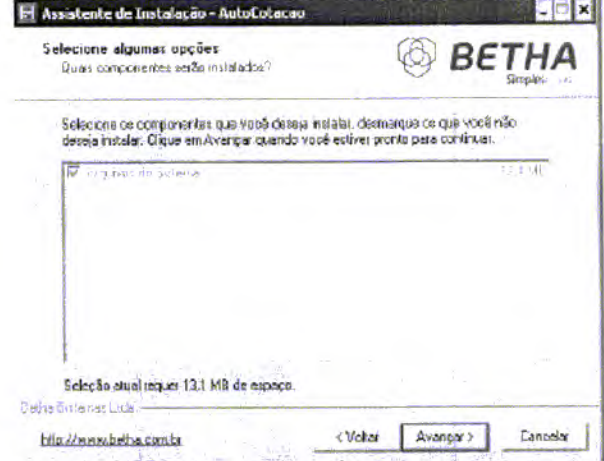 Assistente de Instalação - AutoCotacao
Selecione algumas opções
Quais componentes serão instalados?
BETHA
Selecione os componentes que você deseja instalar, desmarque os que você não
deseja instalar. Clique em Avançar quando você estiver pronto para continuar.
Arquivos do Sistema
13,1 MB
Seleção atual requer 13,1 MB de espaço.
Betha Sistemas Ltda.
http://www.betha.com.br
< Voltar
Avançar >
Cancelar